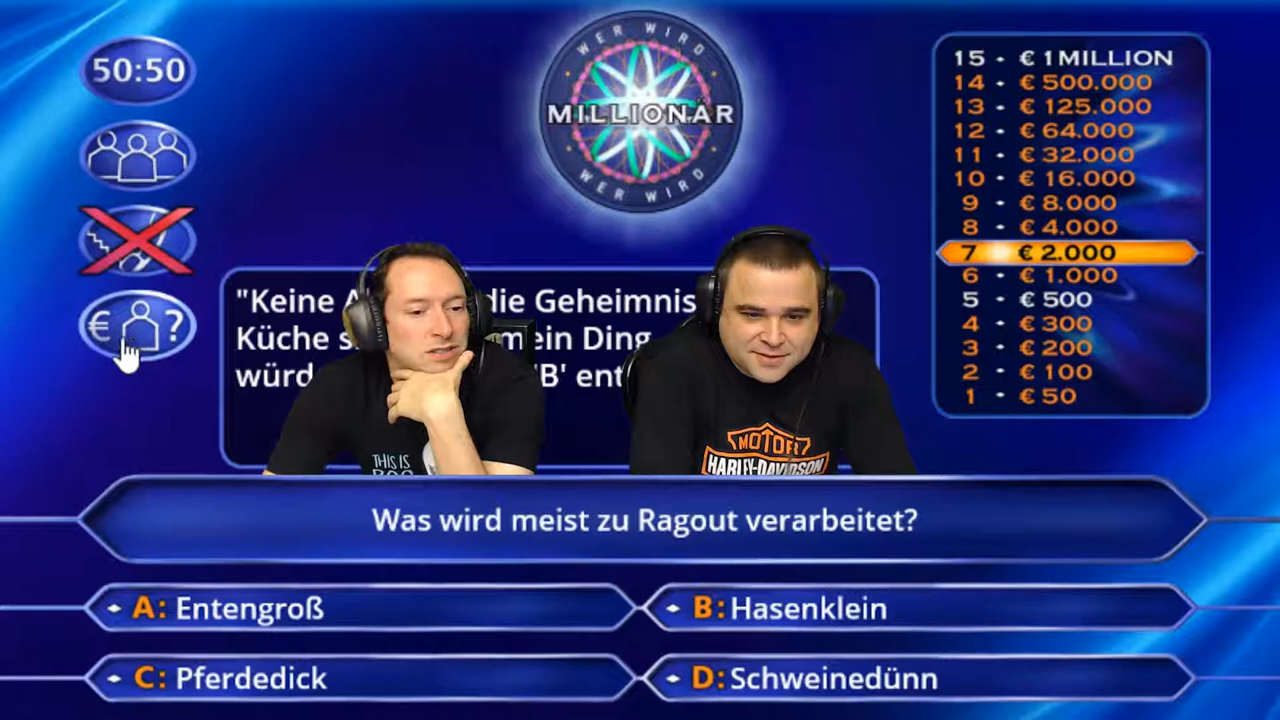 50:50
WER WIRD
MILLIONÄR
WER WIRD
15 · € 1 MILLION
14 · € 500.000
13 · € 125.000
12 · € 64.000
11 · € 32.000
10 · € 16.000
9 · € 8.000
8 · € 4.000
7 · € 2.000
6 · € 1.000
5 · € 500
4 · € 300
3 · € 200
2 · € 100
1 · € 50
€ ?
"Keine die Geheimnis
Küche ein Ding
würd B' ent
THIS IS
MOTOR
HARLEY-DAVIDSON
Was wird meist zu Ragout verarbeitet?
A: Entengroß
B: Hasenklein
C: Pferdedick
D: Schweinedünn